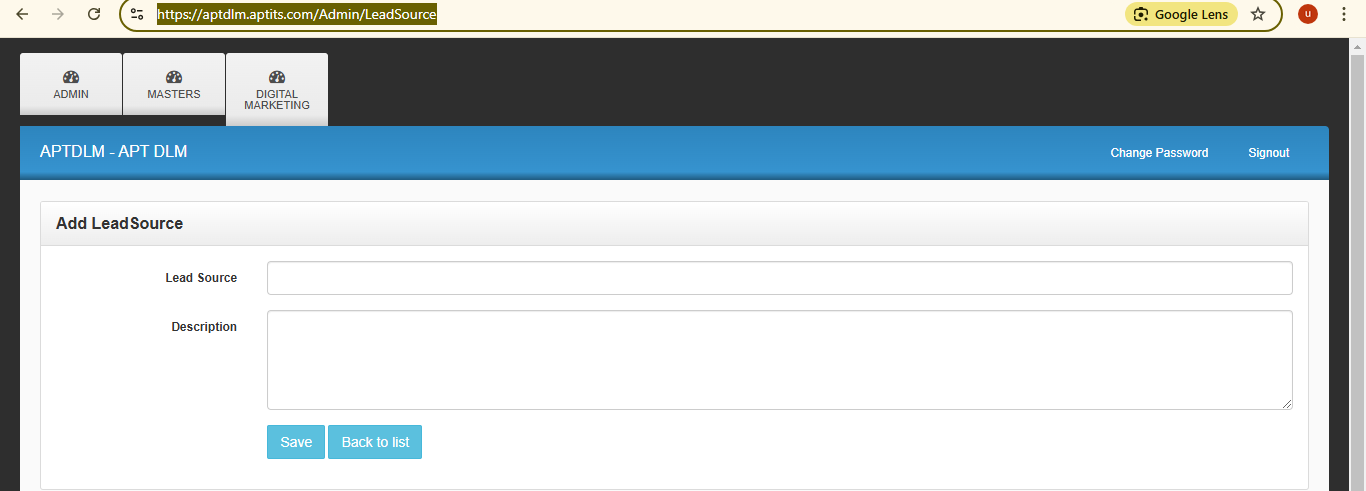 https://aptdlm.aptits.com/Admin/LeadSource
Google Lens
u
ADMIN
MASTERS
DIGITAL
MARKETING
APTDLM - APT DLM
Change Password
Signout
Add LeadSource
Lead Source
Description
Save
Back to list